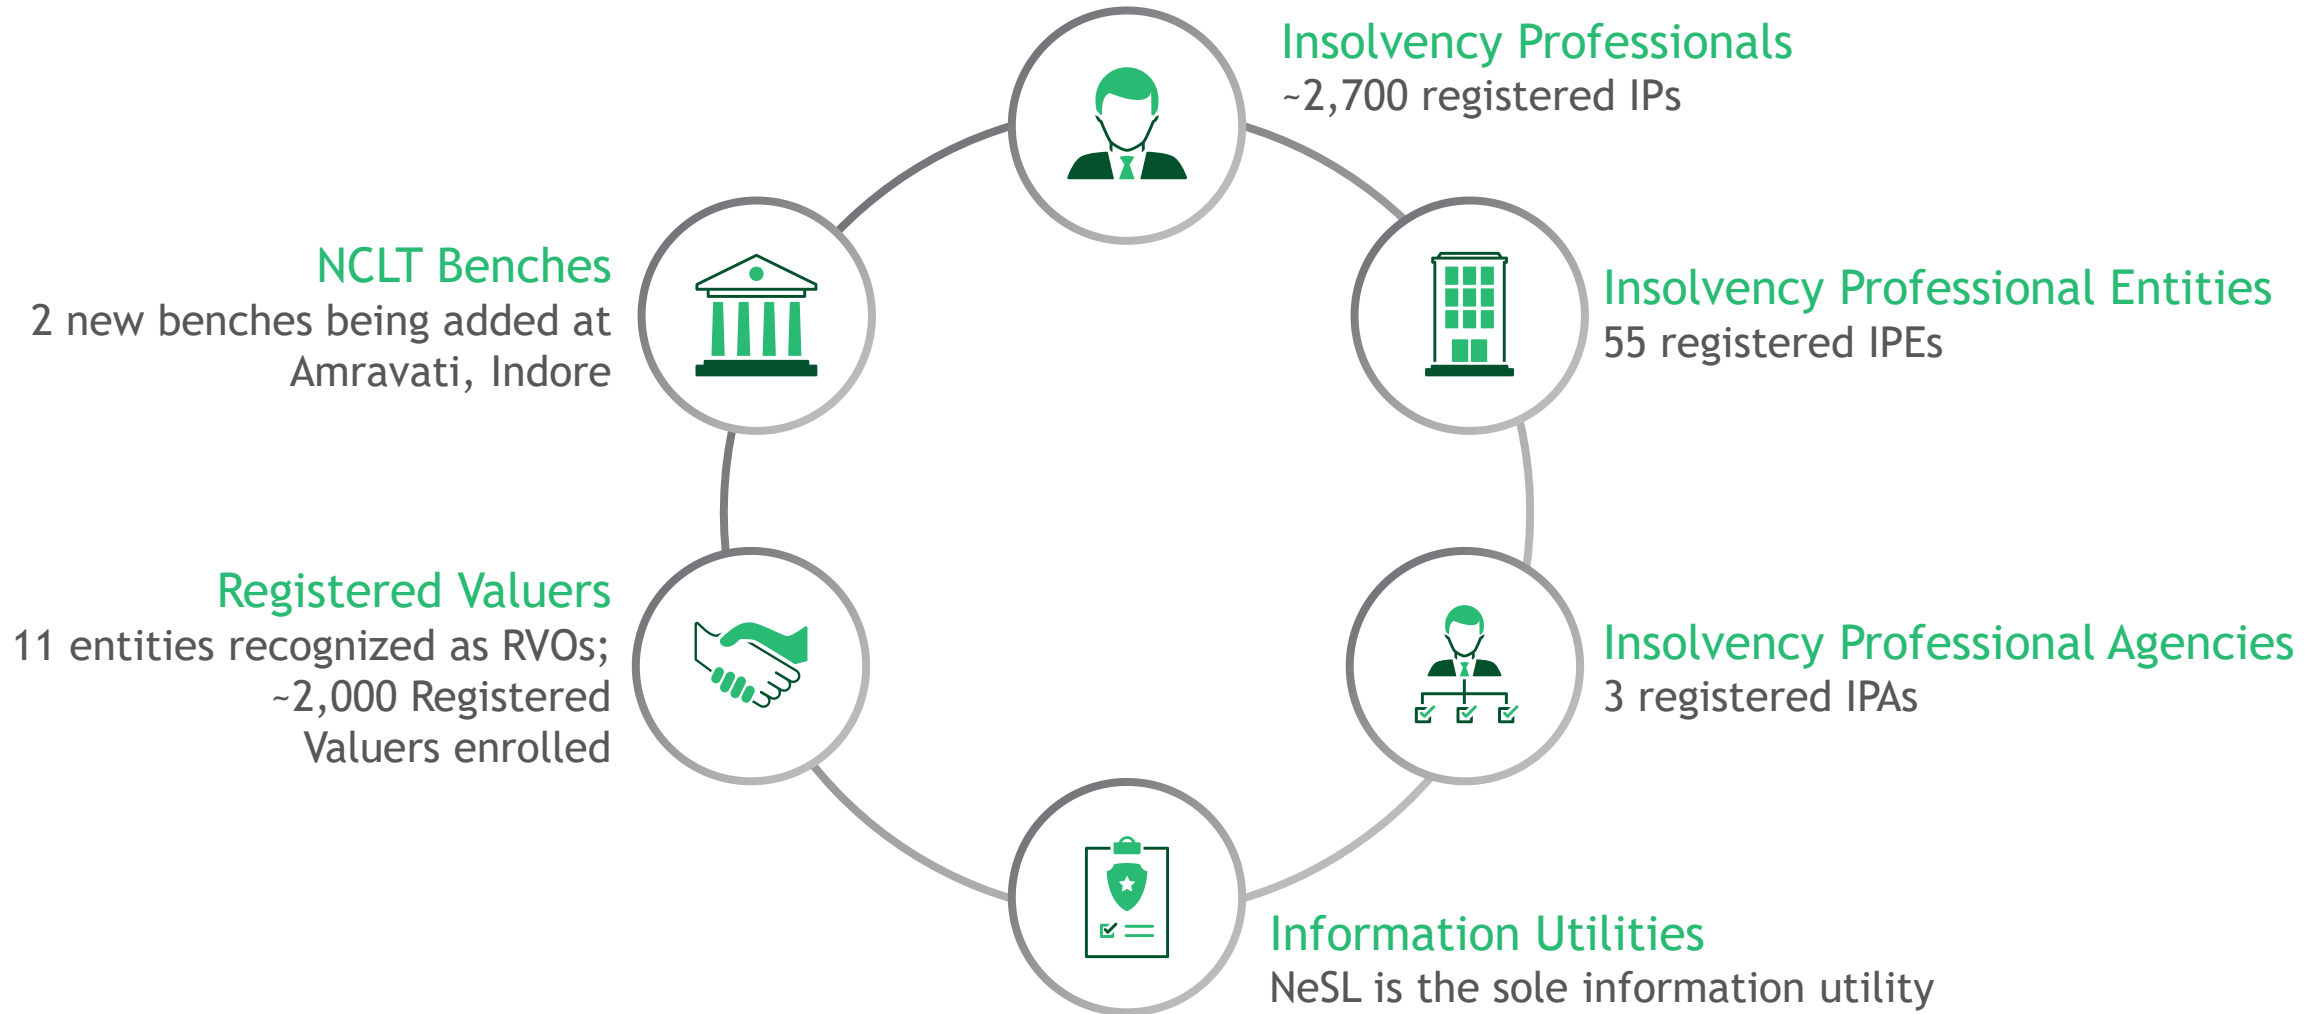 Insolvency Professionals
~2,700 registered IPs
Insolvency Professional Entities
55 registered IPEs
Insolvency Professional Agencies
3 registered IPAs
Information Utilities
NeSL is the sole information utility
Registered Valuers
11 entities recognized as RVOs;
~2,000 Registered
Valuers enrolled
NCLT Benches
2 new benches being added at
Amravati, Indore